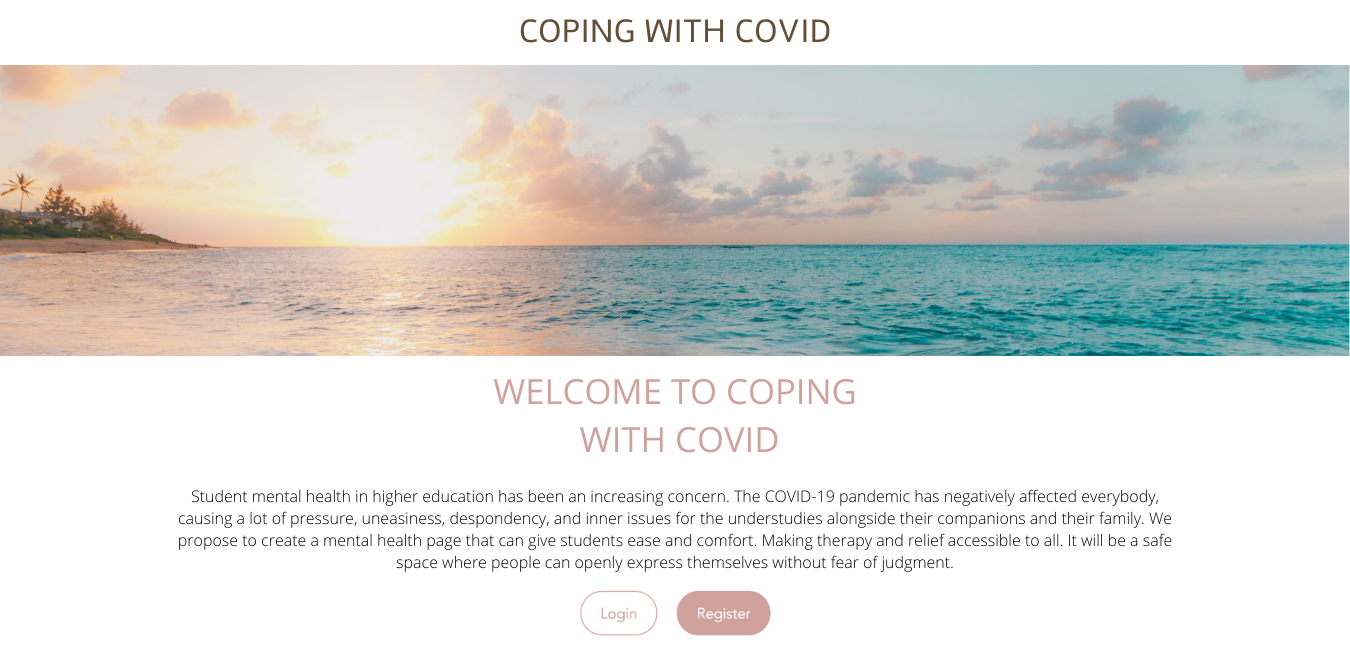 COPING WITH COVID
WELCOME TO COPING
WITH COVID
Student mental health in higher education has been an increasing concern. The COVID-19 pandemic has negatively affected everybody,
causing a lot of pressure, uneasiness, despondency, and inner issues for the understudies alongside their companions and their family. We
propose to create a mental health page that can give students ease and comfort. Making therapy and relief accessible to all. It will be a safe
space where people can openly express themselves without fear of judgment.
Login Register